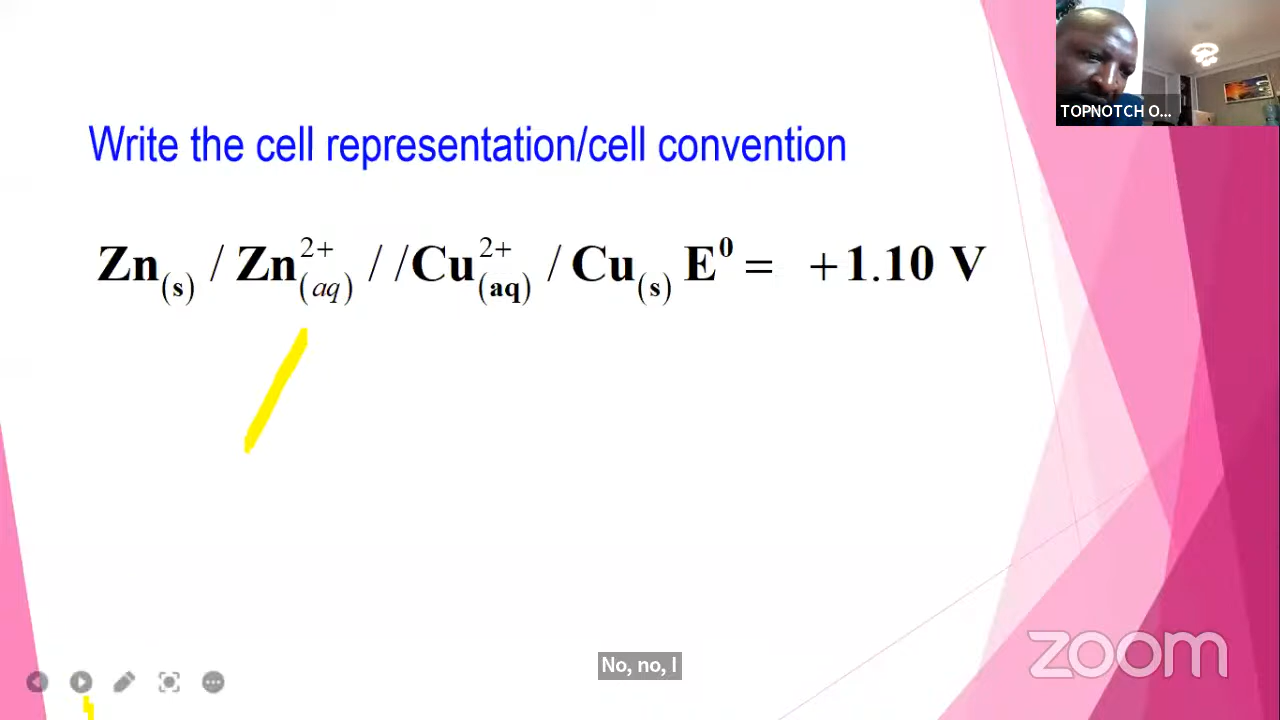 TOPNOTCH O...
Write the cell representation/cell convention
Zn(s) / Zn2+(aq) / /Cu2+(aq) / Cu(s) E0 = +1.10 V
No, no, I
zoom